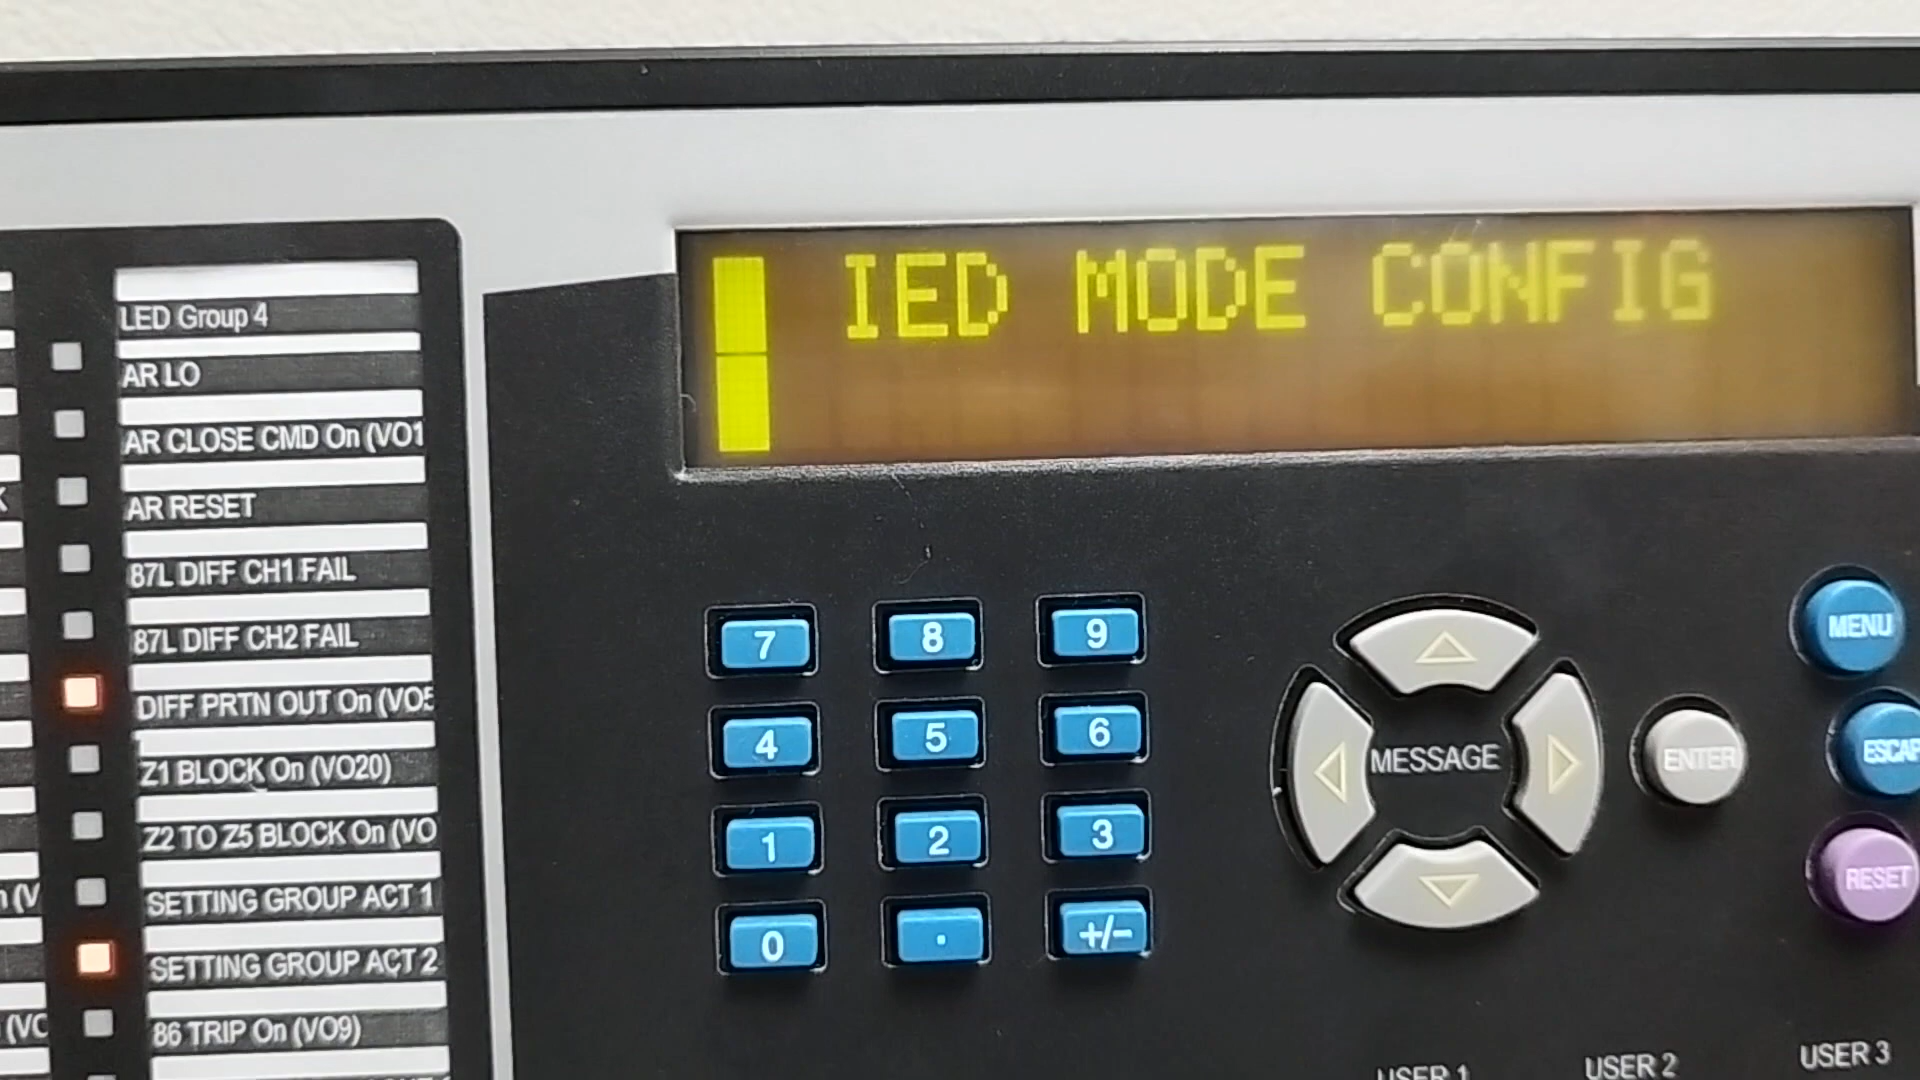 IED MODE CONFIG
LED Group 4
AR LO
AR CLOSE CMD On (VO1
AR RESET
87L DIFF CH1 FAIL
87L DIFF CH2 FAIL
DIFF PRTN OUT On (VO5
Z1 BLOCK On (VO20)
Z2 TO Z5 BLOCK On (VO
SETTING GROUP ACT 1
SETTING GROUP ACT 2
86 TRIP On (VO9)
7 8 9
4 5 6
1 2 3
0 . +/-
MESSAGE
ENTER
MENU
ESCAP
RESET
USER 1
USER 2
USER 3